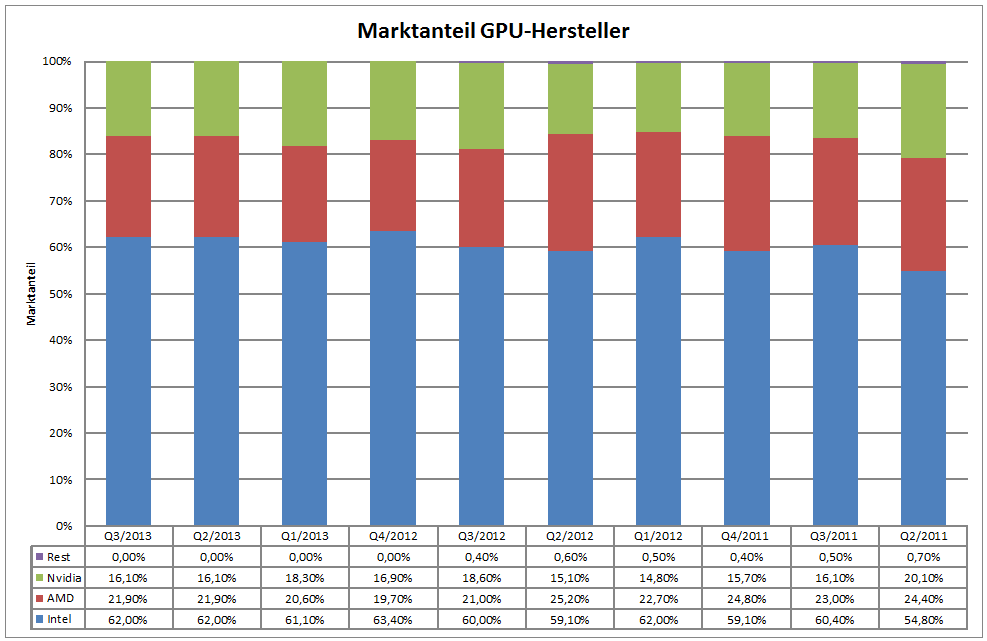 Marktanteil GPU-Hersteller
Marktanteil
100%
90%
80%
70%
60%
50%
40%
30%
20%
10%
0%
Q3/2013 Q2/2013 Q1/2013 Q4/2012 Q3/2012 Q2/2012 Q1/2012 Q4/2011 Q3/2011 Q2/2011
Rest 0,00% 0,00% 0,00% 0,00% 0,40% 0,60% 0,50% 0,40% 0,50% 0,70%
Nvidia 16,10% 16,10% 18,30% 16,90% 18,60% 15,10% 14,80% 15,70% 16,10% 20,10%
AMD 21,90% 21,90% 20,60% 19,70% 21,00% 25,20% 22,70% 24,80% 23,00% 24,40%
Intel 62,00% 62,00% 61,10% 63,40% 60,00% 59,10% 62,00% 59,10% 60,40% 54,80%